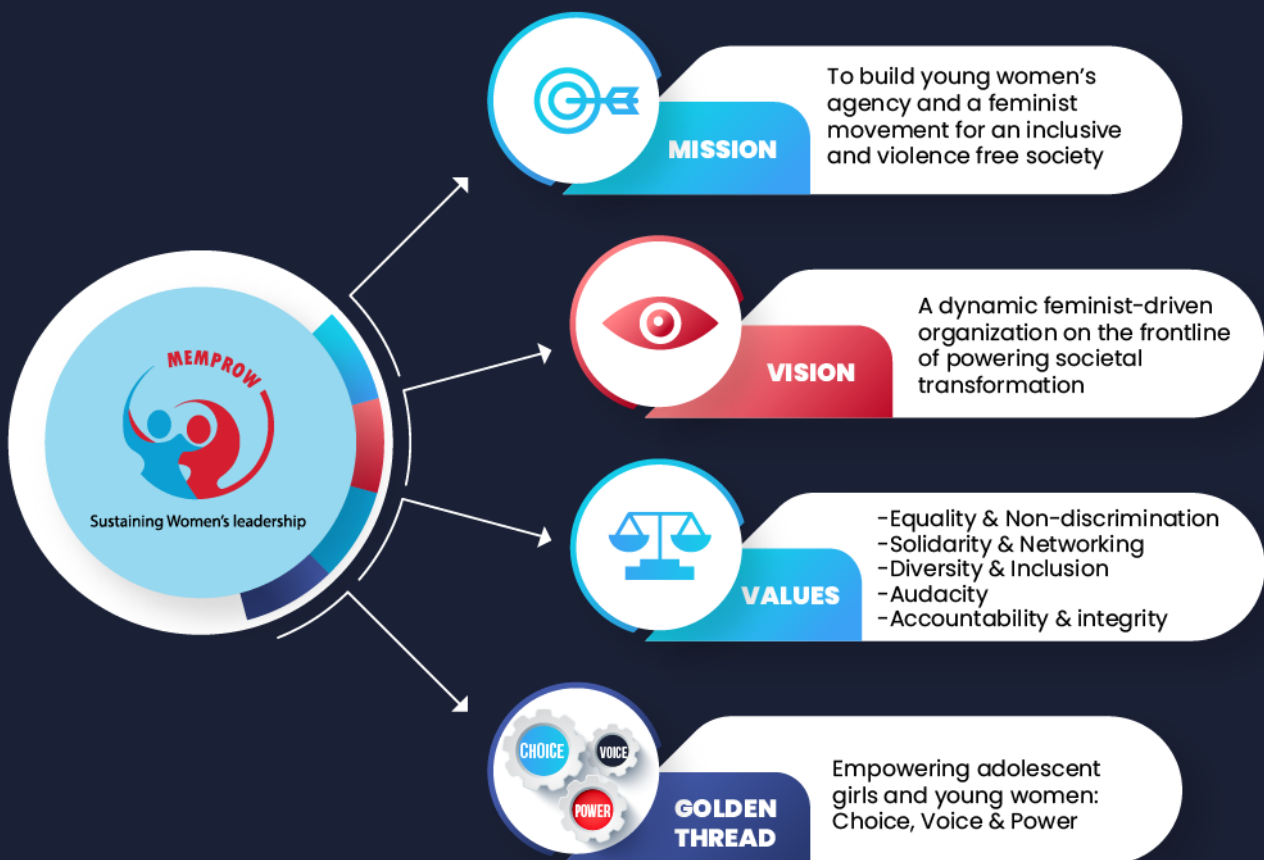 MEMPROW
Sustaining Women's leadership
MISSION
To build young women's
agency and a feminist
movement for an inclusive
and violence free society
VISION
A dynamic feminist-driven
organization on the frontline
of powering societal
transformation
VALUES
-Equality & Non-discrimination
-Solidarity & Networking
-Diversity & Inclusion
-Audacity
-Accountability & integrity
CHOICE
VOICE
POWER
GOLDEN
THREAD
Empowering adolescent
girls and young women:
Choice, Voice & Power